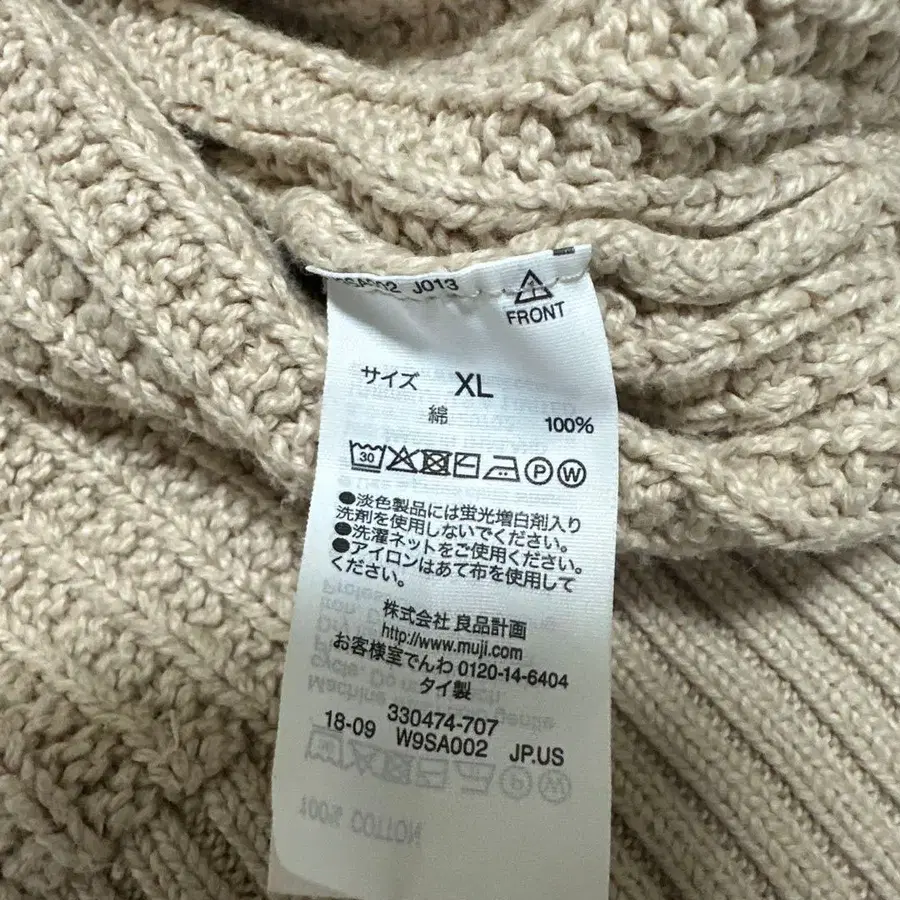 J013
FRONT
サイズ XL
綿 100%
30 P W
●淡色製品には蛍光増白剤入り
洗剤を使用しないでください。
●洗濯ネットをご使用ください。
●アイロンはあて布を使用して
ください。
株式会社 良品計画
http://www.muji.com
お客様室でんわ 0120-14-6404
タイ製
330474-707
18-09 W9SA002 JP.US
100% COTTON